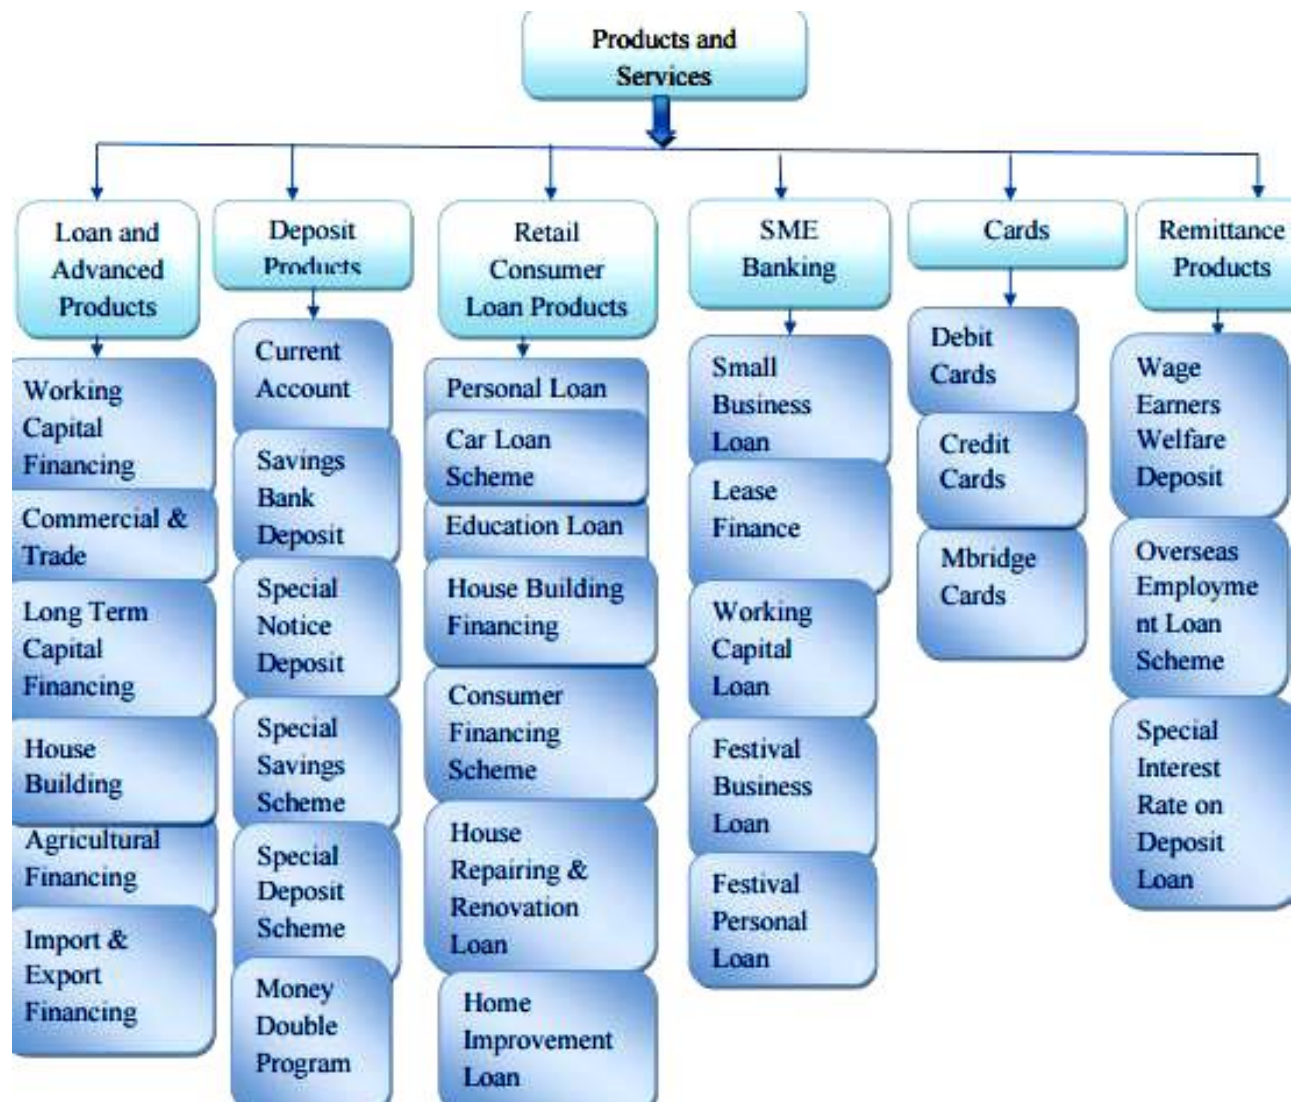 Products and
Services
Loan and
Advanced
Products
Working
Capital
Financing
Commercial &
Trade
Long Term
Capital
Financing
House
Building
Agricultural
Financing
Import &
Export
Financing
Deposit
Products
Current
Account
Savings
Bank
Deposit
Special
Notice
Deposit
Special
Savings
Scheme
Special
Deposit
Scheme
Money
Double
Program
Retail
Consumer
Loan Products
Personal Loan
Car Loan
Scheme
Education Loan
House Building
Financing
Consumer
Financing
Scheme
House
Repairing &
Renovation
Loan
Home
Improvement
Loan
SME
Banking
Small
Business
Loan
Lease
Finance
Working
Capital
Loan
Festival
Business
Loan
Festival
Personal
Loan
Cards
Debit
Cards
Credit
Cards
Mbridge
Cards
Remittance
Products
Wage
Earners
Welfare
Deposit
Overseas
Employme
nt Loan
Scheme
Special
Interest
Rate on
Deposit
Loan